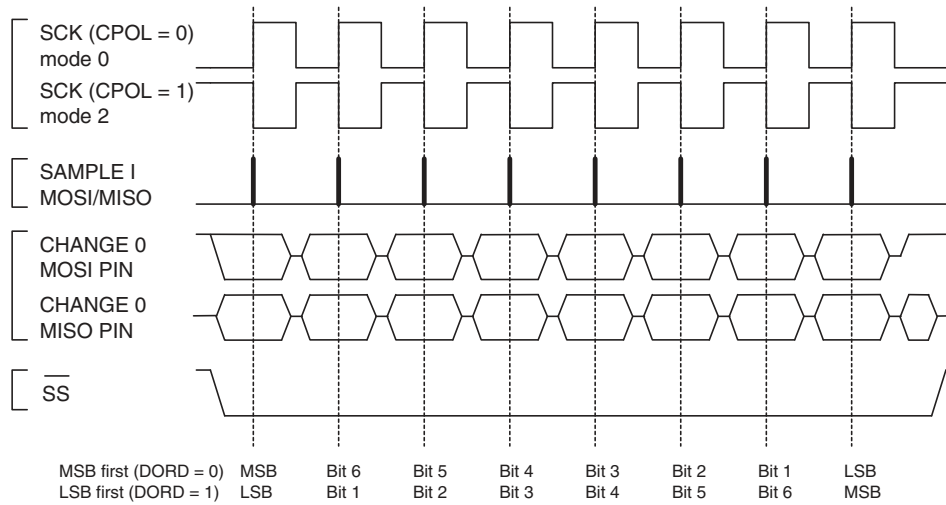 SCK (CPOL = 0)
mode 0
SCK (CPOL = 1)
mode 2
SAMPLE I
MOSI/MISO
CHANGE 0
MOSI PIN
CHANGE 0
MISO PIN
SS
MSB first (DORD = 0) MSB Bit 6 Bit 5 Bit 4 Bit 3 Bit 2 Bit 1 LSB
LSB first (DORD = 1) LSB Bit 1 Bit 2 Bit 3 Bit 4 Bit 5 Bit 6 MSB